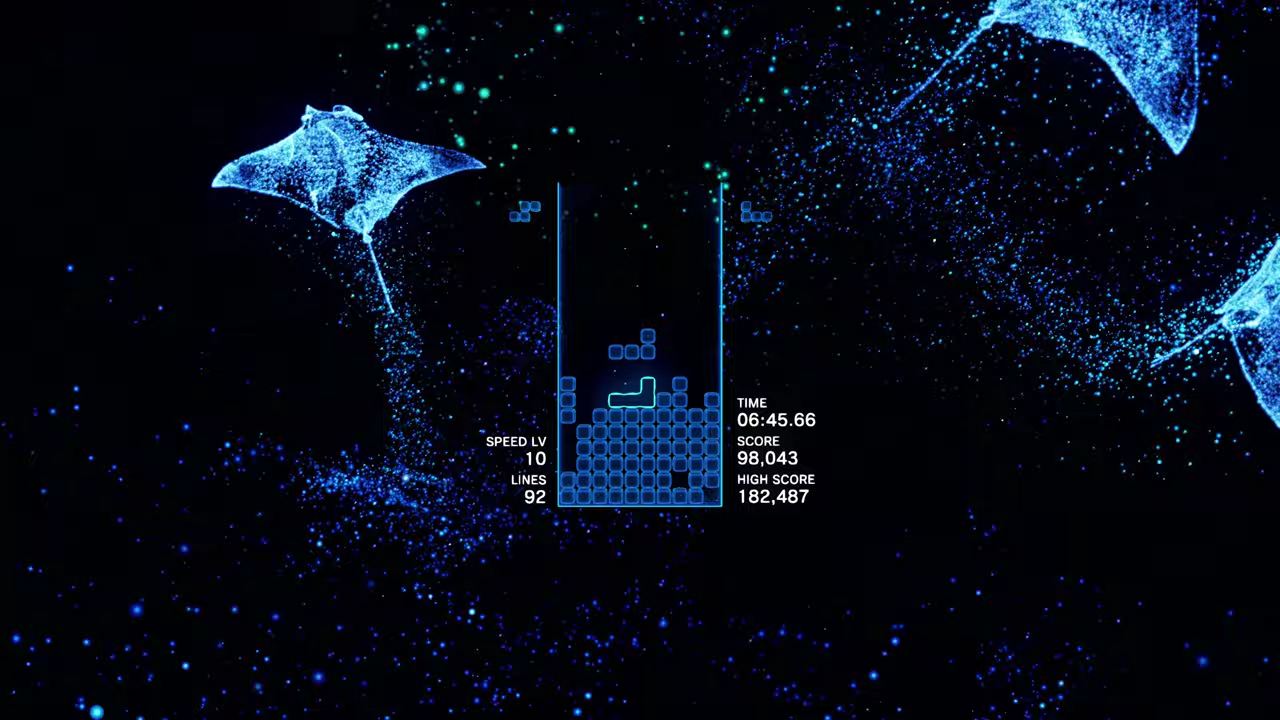 SPEED LV
10
LINES
92
TIME
06:45.66
SCORE
98,043
HIGH SCORE
182,487